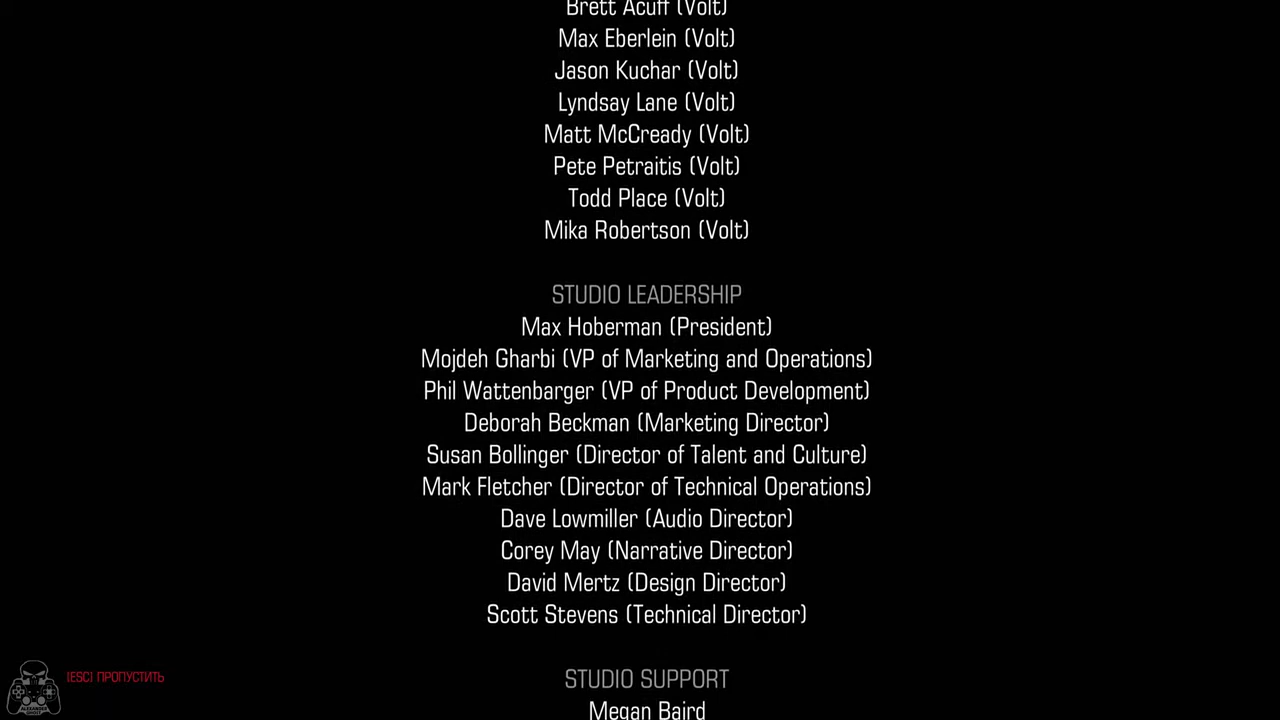 Brett Acuff (Volt)
Max Eberlein (Volt)
Jason Kuchar (Volt)
Lyndsay Lane (Volt)
Matt McCready (Volt)
Pete Petraitis (Volt)
Todd Place (Volt)
Mika Robertson (Volt)
STUDIO LEADERSHIP
Max Hoberman (President)
Mojdeh Gharbi (VP of Marketing and Operations)
Phil Wattenbarger (VP of Product Development)
Deborah Beckman (Marketing Director)
Susan Bollinger (Director of Talent and Culture)
Mark Fletcher (Director of Technical Operations)
Dave Lowmiller (Audio Director)
Corey May (Narrative Director)
David Mertz (Design Director)
Scott Stevens (Technical Director)
[ESC] ПРОПУСТИТЬ
STUDIO SUPPORT
Megan Baird